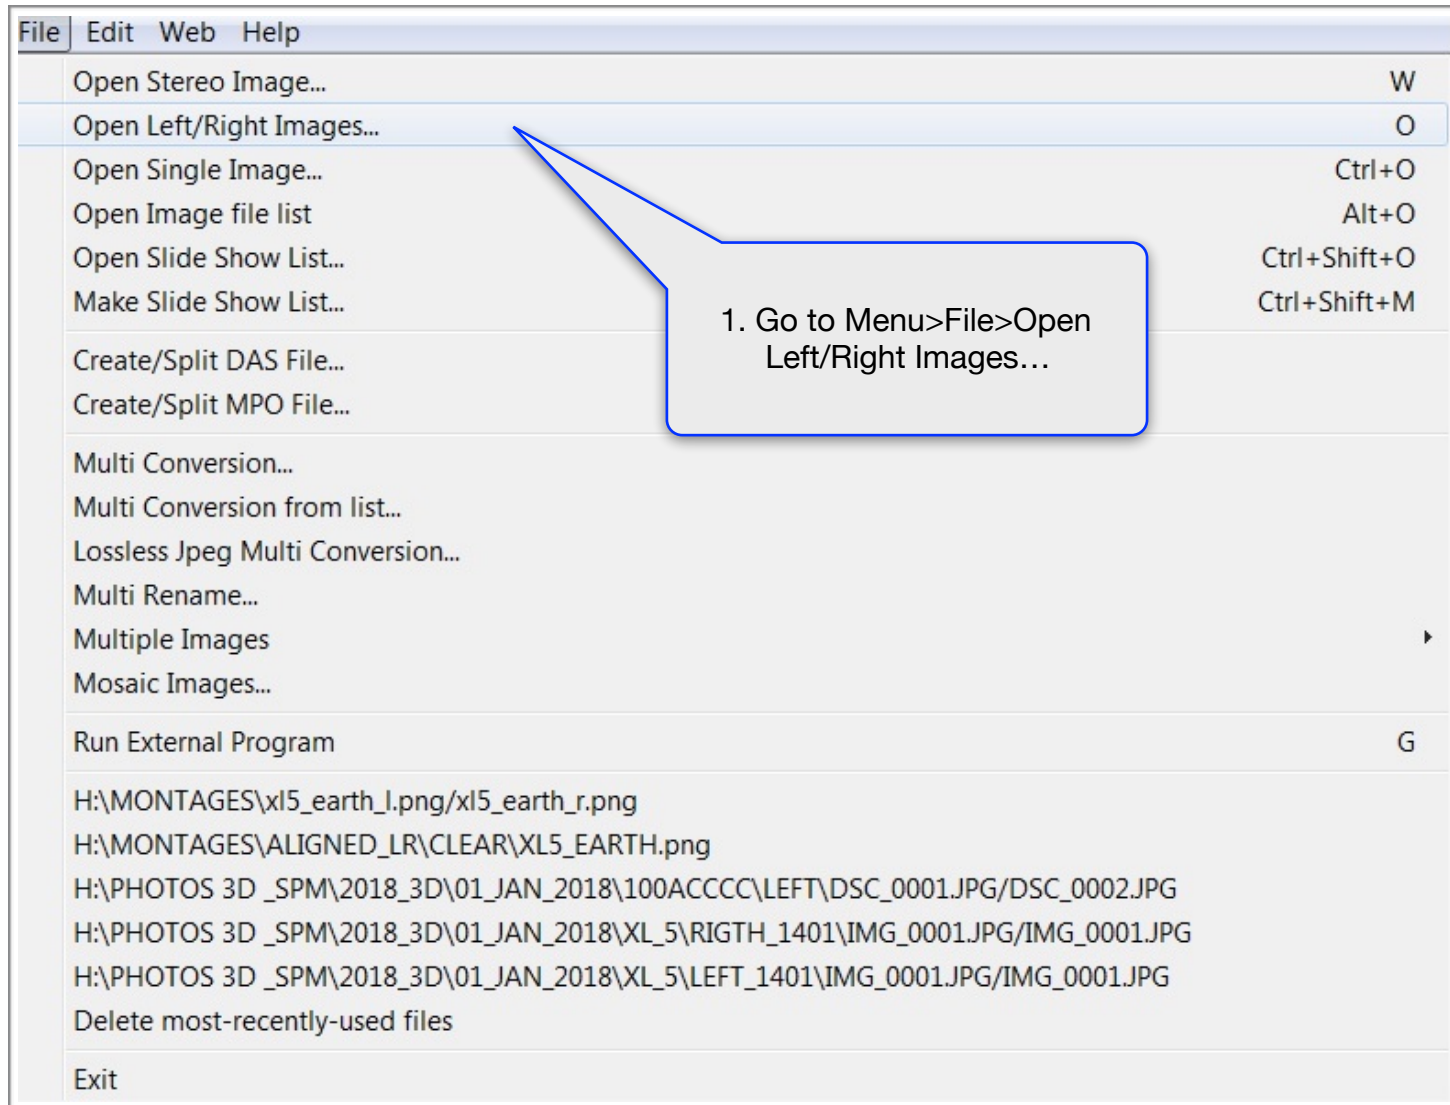 File Edit Web Help
Open Stereo Image... W
Open Left/Right Images... O
Open Single Image... Ctrl+O
Open Image file list Alt+O
Open Slide Show List... Ctrl+Shift+O
Make Slide Show List... Ctrl+Shift+M
1. Go to Menu>File>Open
Left/Right Images…
Create/Split DAS File...
Create/Split MPO File...
Multi Conversion...
Multi Conversion from list...
Lossless Jpeg Multi Conversion...
Multi Rename...
Multiple Images
Mosaic Images...
Run External Program G
H:\MONTAGES\xl5_earth_l.png/xl5_earth_r.png
H:\MONTAGES\ALIGNED_LR\CLEAR\XL5_EARTH.png
H:\PHOTOS 3D _SPM\2018_3D\01_JAN_2018\100ACCCC\LEFT\DSC_0001.JPG/DSC_0002.JPG
H:\PHOTOS 3D _SPM\2018_3D\01_JAN_2018\XL_5\RIGTH_1401\IMG_0001.JPG/IMG_0001.JPG
H:\PHOTOS 3D _SPM\2018_3D\01_JAN_2018\XL_5\LEFT_1401\IMG_0001.JPG/IMG_0001.JPG
Delete most-recently-used files
Exit